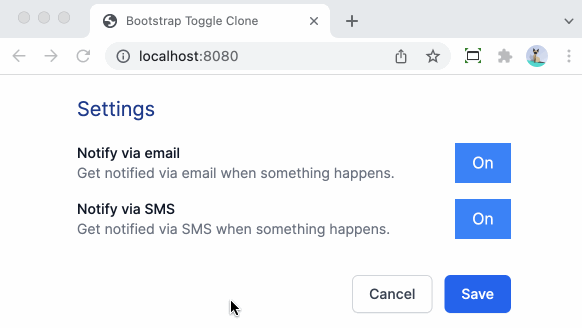 Bootstrap Toggle Clone
localhost:8080
Settings
Notify via email
Get notified via email when something happens.
On
Notify via SMS
Get notified via SMS when something happens.
On
Cancel
Save